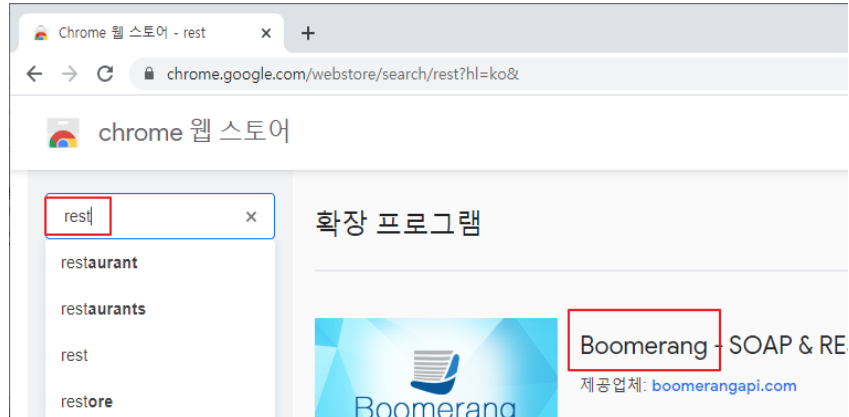 Chrome 웹 스토어 - rest
chrome.google.com/webstore/search/rest?hl=ko&
chrome 웹 스토어
rest
확장 프로그램
restaurant
restaurants
rest
restore
Boomerang - SOAP & RE
제공업체: boomerangapi.com
Boomerang